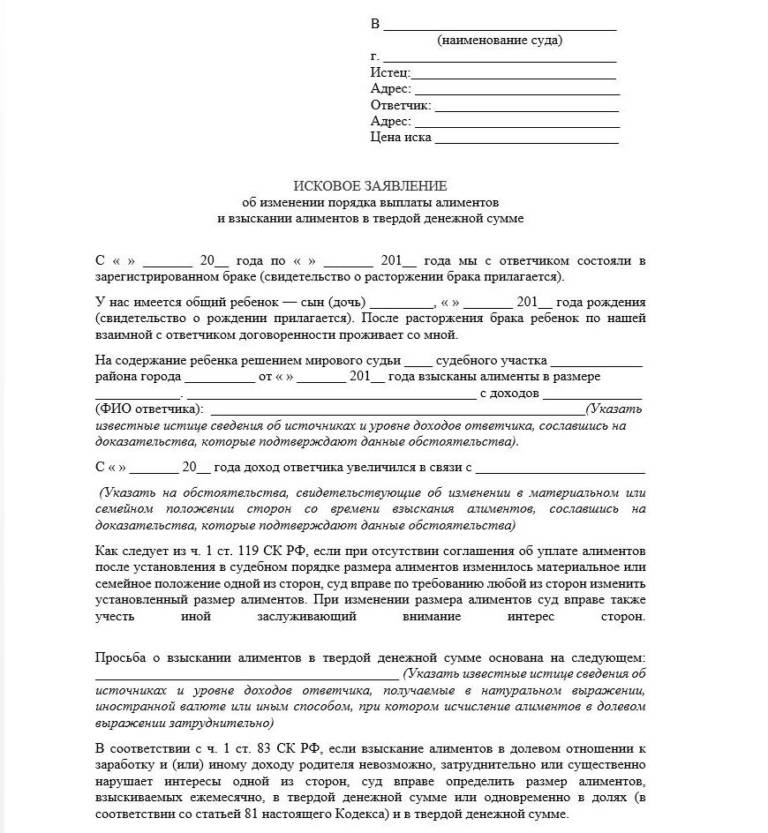 В ___________________________________
(наименование суда)
г. ___________________________________
Истец:_______________________________
Адрес: _______________________________
Ответчик: ____________________________
Адрес: _______________________________
Цена иска ____________________________
ИСКОВОЕ ЗАЯВЛЕНИЕ
об изменении порядка выплаты алиментов
и взыскании алиментов в твердой денежной сумме
С « » _______ 20__ года по « » _______ 201__ года мы с ответчиком состояли в
зарегистрированном браке (свидетельство о расторжении брака прилагается).
У нас имеется общий ребенок — сын (дочь) _________, « » _______ 201__ года рождения
(свидетельство о рождении прилагается). После расторжения брака ребенок по нашей
взаимной с ответчиком договоренности проживает со мной.
На содержание ребенка решением мирового судьи ____ судебного участка _____________
района города __________ от « » _______ 201__ года взысканы алименты в размере
____________. _________________________________________ с доходов ______________
(ФИО ответчика): _____________________________________________________(Указать
известные истице сведения об источниках и уровне доходов ответчика, сославшись на
доказательства, которые подтверждают данные обстоятельства).
С « » _______ 20__ года доход ответчика увеличился в связи с ________________________
(Указать на обстоятельства, свидетельствующие об изменении в материальном или
семейном положении сторон со времени взыскания алиментов, сославшись на
доказательства, которые подтверждают данные обстоятельства)
Как следует из ч. 1 ст. 119 СК РФ, если при отсутствии соглашения об уплате алиментов
после установления в судебном порядке размера алиментов изменилось материальное или
семейное положение одной из сторон, суд вправе по требованию любой из сторон изменить
установленный размер алиментов. При изменении размера алиментов суд вправе также
учесть иной заслуживающий внимание интерес сторон.
Просьба о взыскании алиментов в твердой денежной сумме основана на следующем:
___________________________________________ (Указать известные истице сведения об
источниках и уровне доходов ответчика, получаемые в натуральном выражении,
иностранной валюте или иным способом, при котором исчисление алиментов в долевом
выражении затруднительно)
В соответствии с ч. 1 ст. 83 СК РФ, если взыскание алиментов в долевом отношении к
заработку и (или) иному доходу родителя невозможно, затруднительно или существенно
нарушает интересы одной из сторон, суд вправе определить размер алиментов,
взыскиваемых ежемесячно, в твердой денежной сумме или одновременно в долях (в
соответствии со статьей 81 настоящего Кодекса) и в твердой денежной сумме.